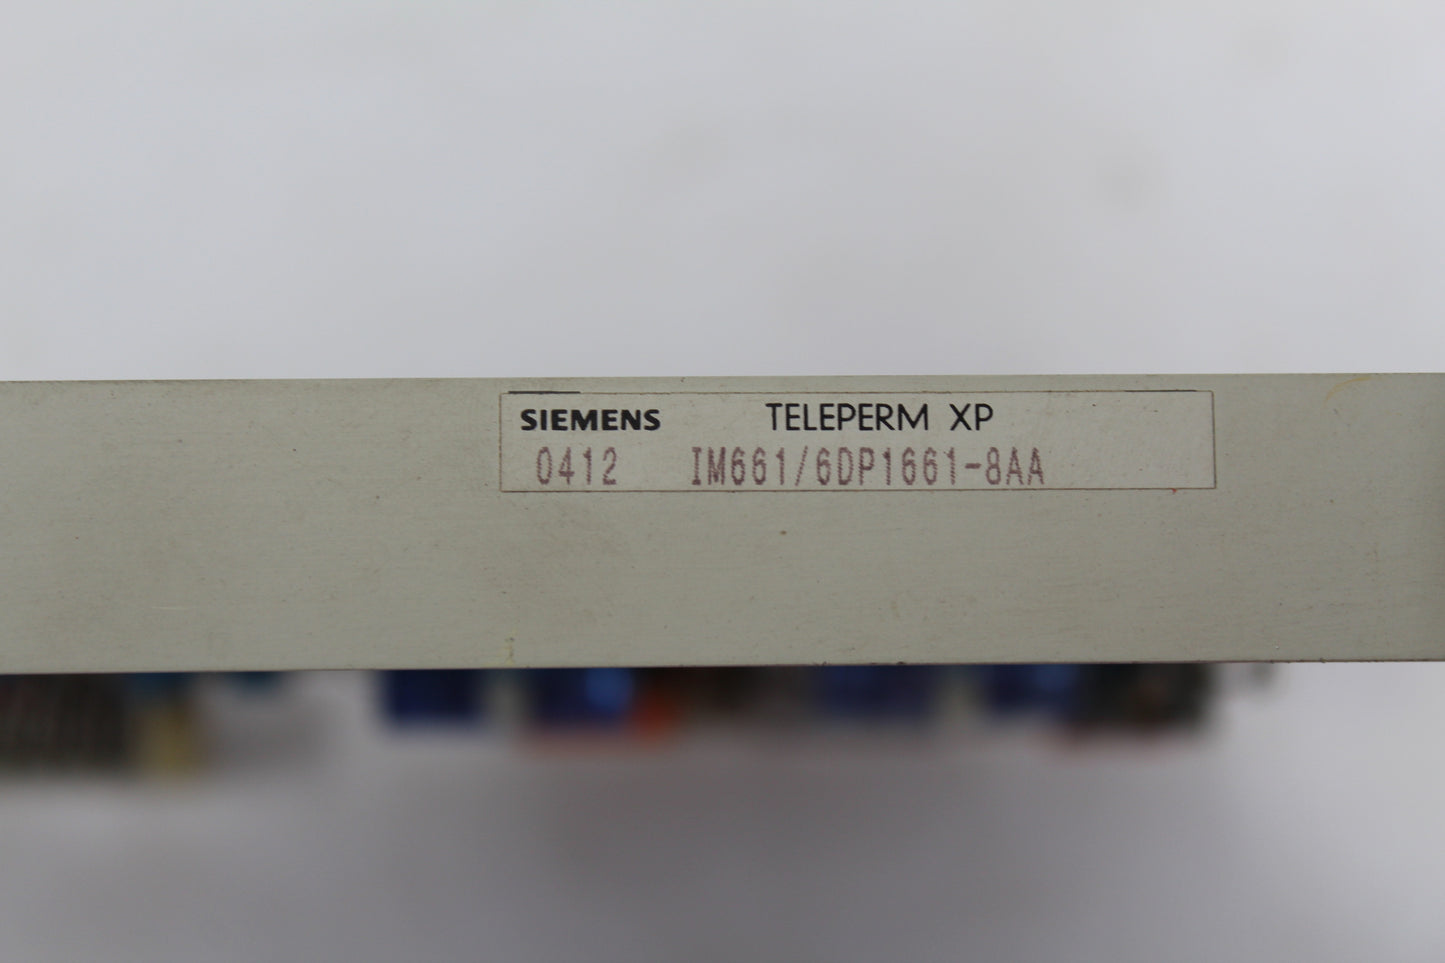 SIEMENS TELEPERM XP
0412 IM661/6DP1661-8AA